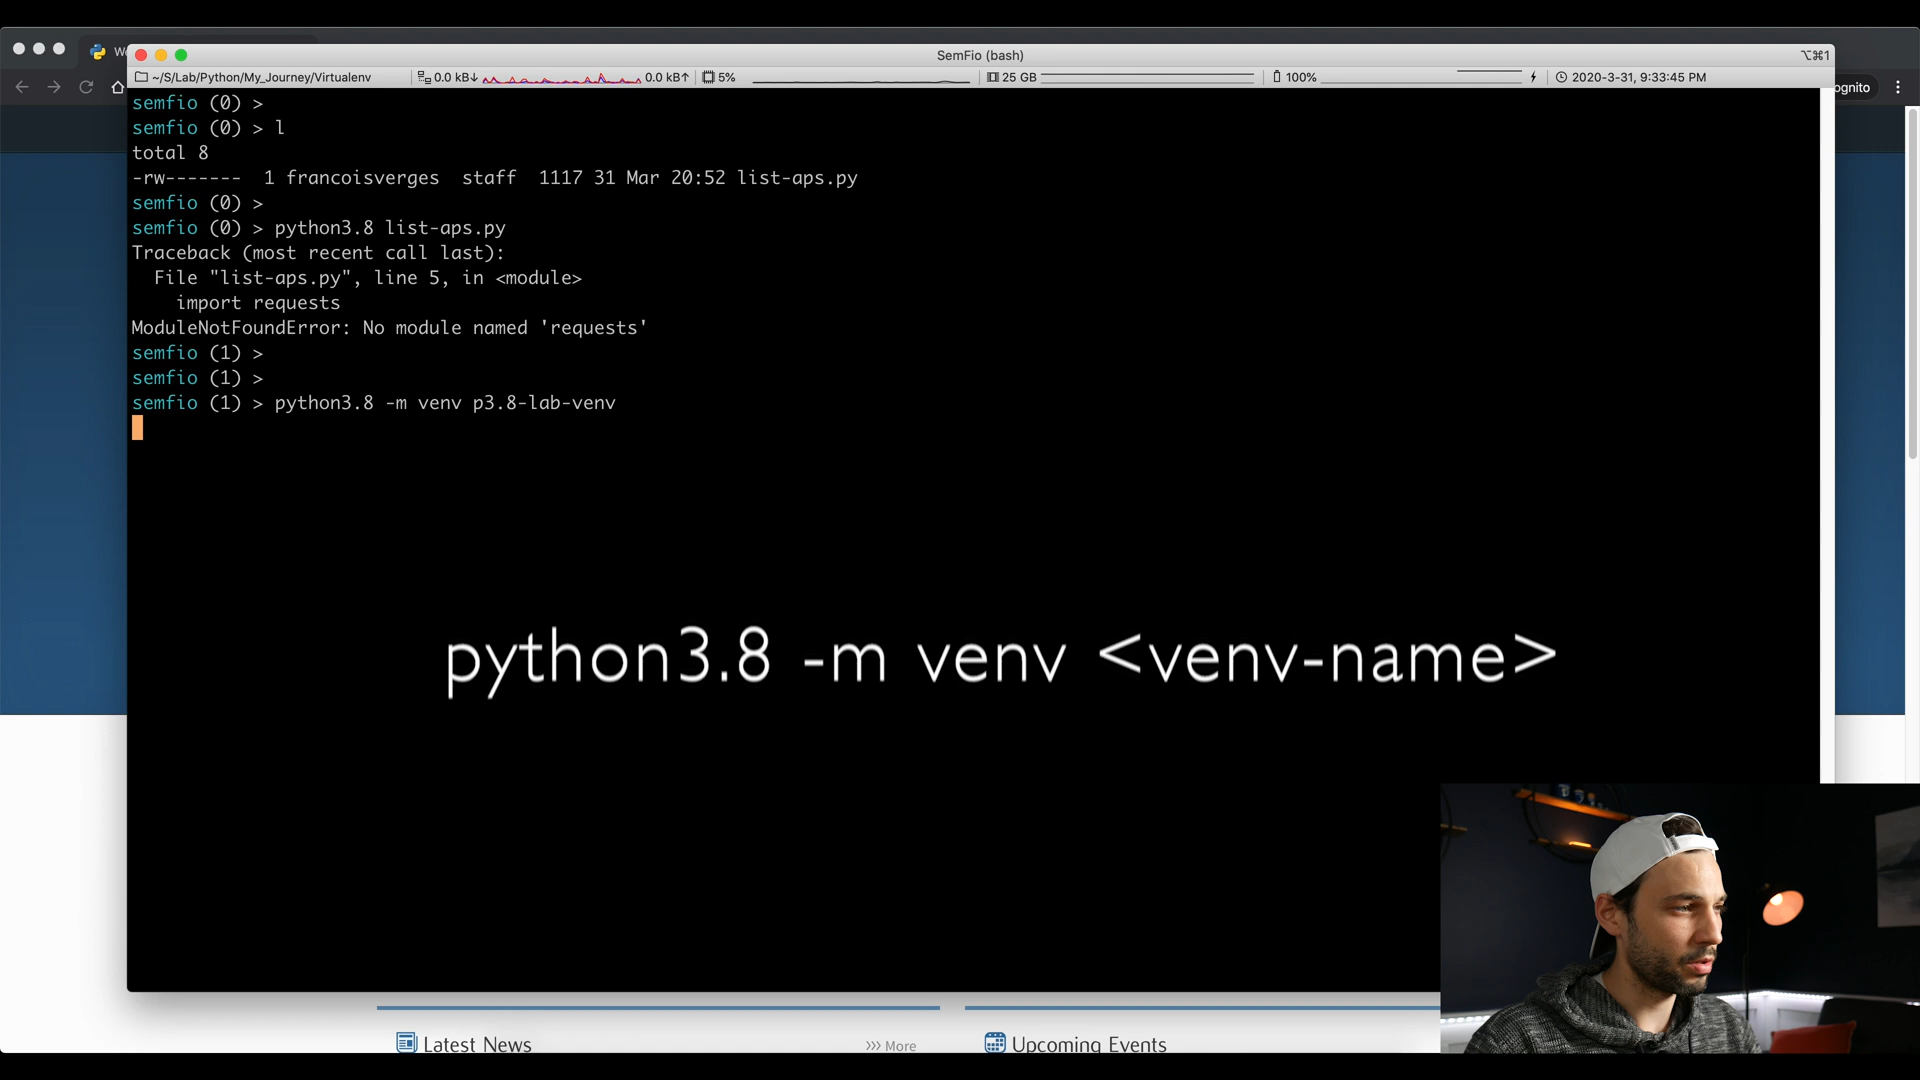 W
SemFio (bash)
⌥⌘1
~/S/Lab/Python/My_Journey/Virtualenv
0.0 kB↓
0.0 kB↑
5%
25 GB
100%
2020-3-31, 9:33:45 PM
ognito
semfio (0) >
semfio (0) > l
total 8
-rw------- 1 francoisverges staff 1117 31 Mar 20:52 list-aps.py
semfio (0) >
semfio (0) > python3.8 list-aps.py
Traceback (most recent call last):
File "list-aps.py", line 5, in <module>
import requests
ModuleNotFoundError: No module named 'requests'
semfio (1) >
semfio (1) >
semfio (1) > python3.8 -m venv p3.8-lab-venv
python3.8 -m venv <venv-name>
Latest News
>>> More
Upcoming Events